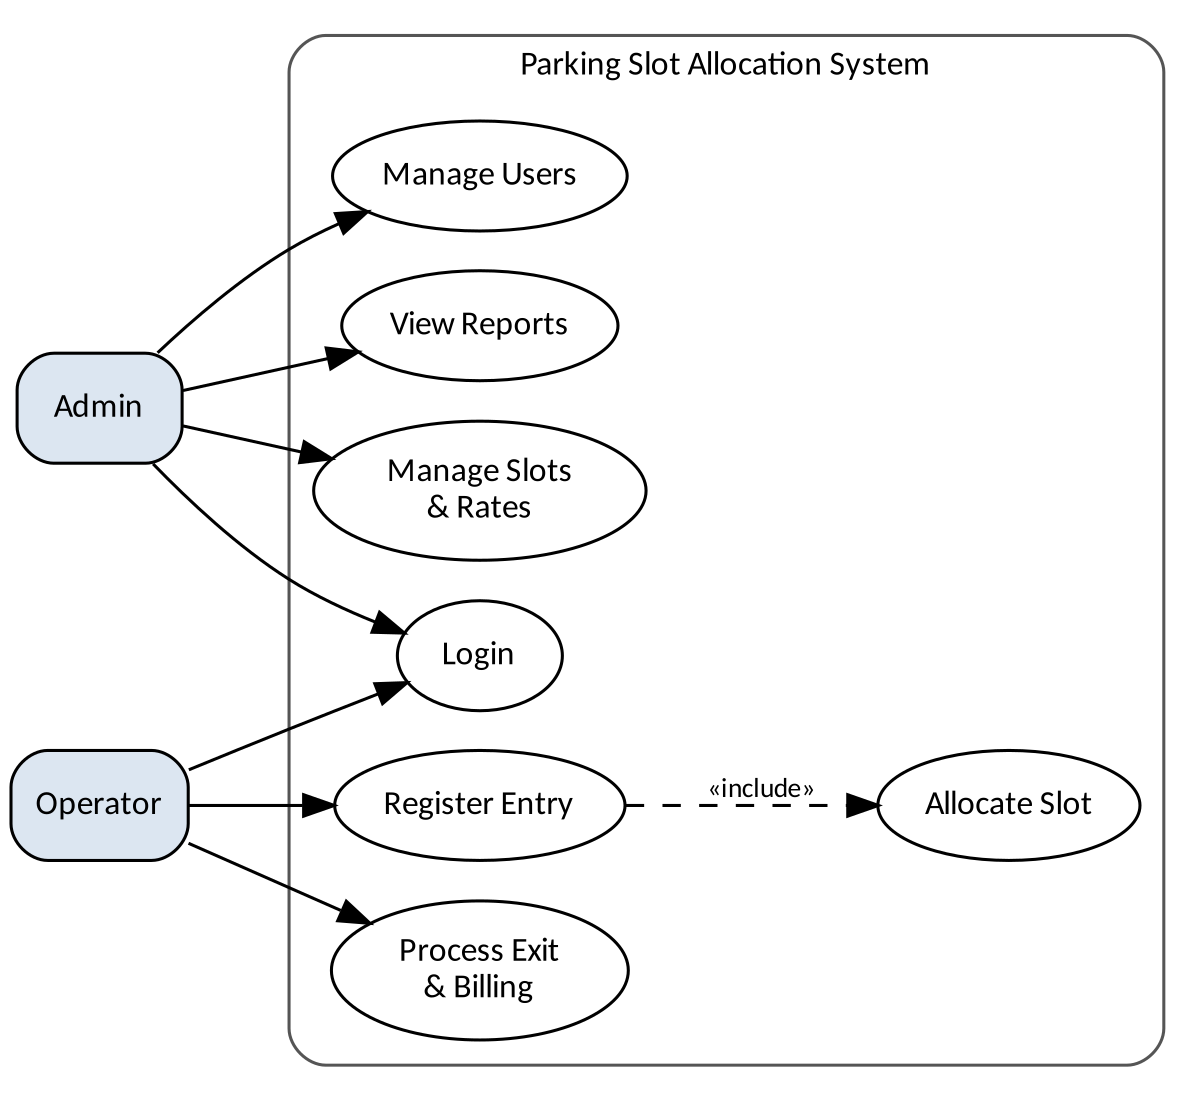 Parking Slot Allocation System
Manage Users
View Reports
Admin
Manage Slots
& Rates
Login
Operator
Register Entry
«include»
Allocate Slot
Process Exit
& Billing